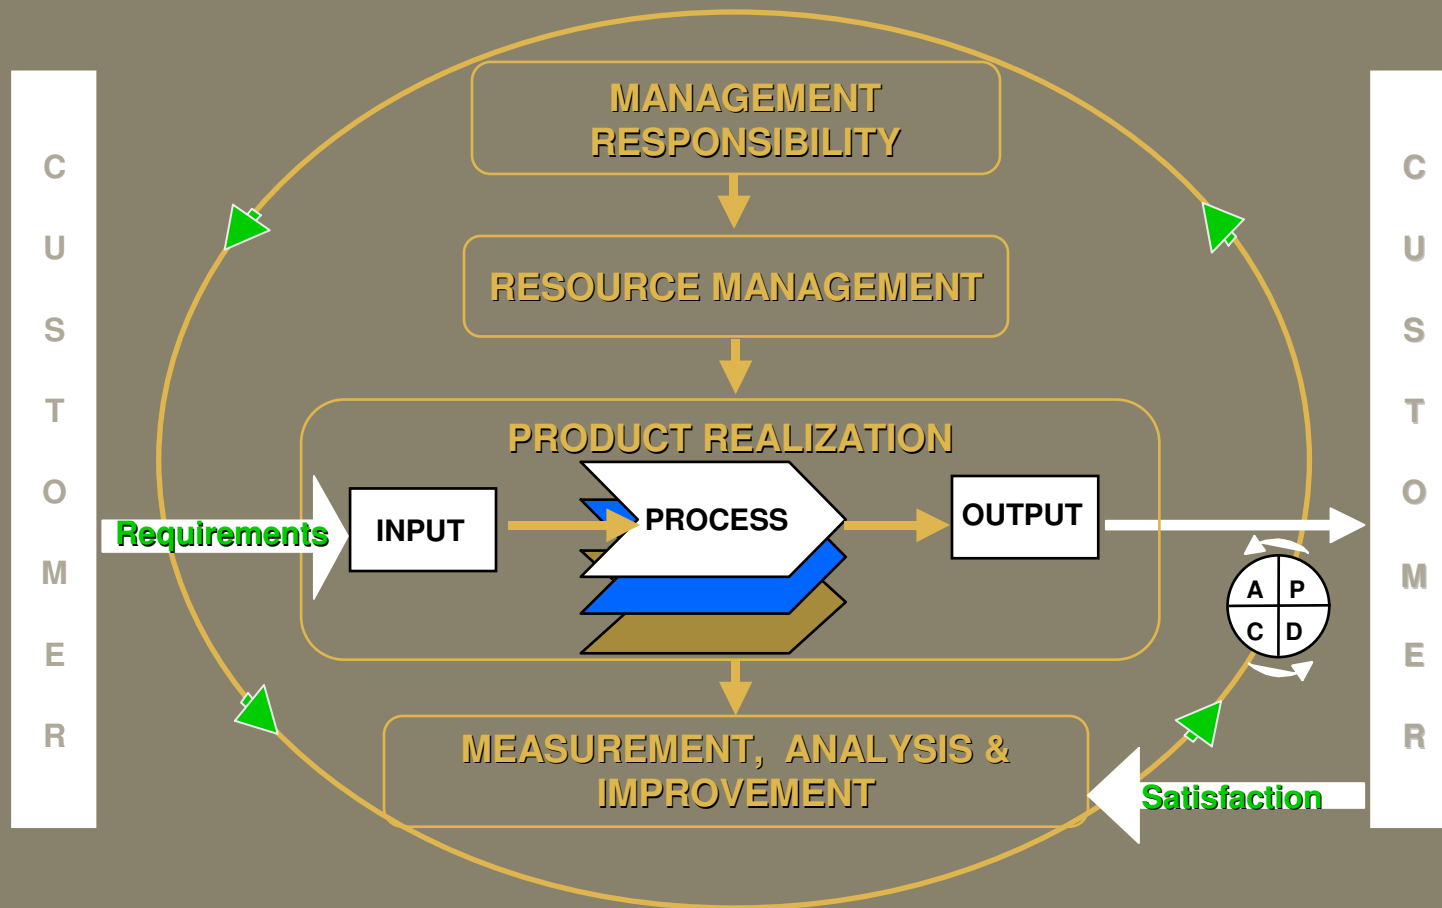 MANAGEMENT
RESPONSIBILITY
RESOURCE MANAGEMENT
PRODUCT REALIZATION
C
U
S
T
O
M
E
R
Requirements
INPUT
PROCESS
OUTPUT
A P
C D
MEASUREMENT, ANALYSIS &
IMPROVEMENT
Satisfaction
C
U
S
T
O
M
E
R